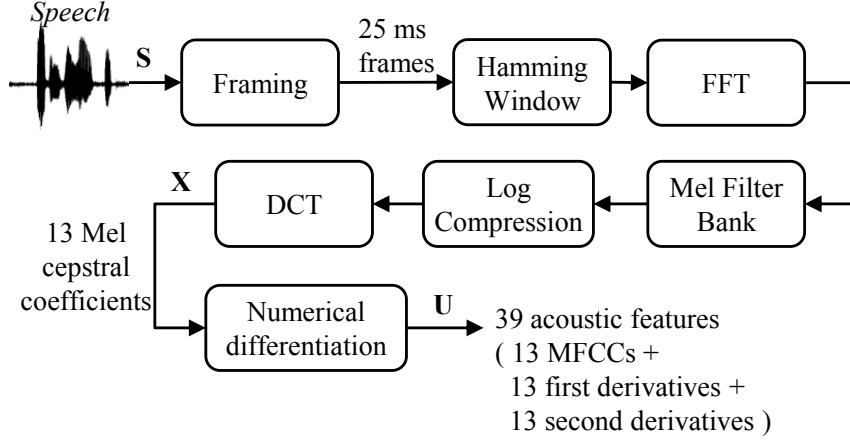 Speech
S
Framing
25 ms
frames
Hamming
Window
FFT
Mel Filter
Bank
Log
Compression
DCT
X
13 Mel
cepstral
coefficients
Numerical
differentiation
U
39 acoustic features
( 13 MFCCs +
13 first derivatives +
13 second derivatives )